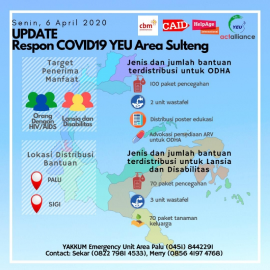 Senin, 6 April 2020
cbm
CAID
HelpAge
YEU
actalliance
UPDATE
Respon COVID19 YEU Area Sulteng
Target
Penerima
Manfaat
Orang
Dengan
HIV/AIDS
Lansia dan
Disabilitas
Jenis dan jumlah bantuan
terdistribusi untuk ODHA
100 paket pencegahan
2 unit wastafel
Distribusi poster edukasi
Advokasi penyediaan ARV
untuk ODHA
Lokasi Distribusi
Bantuan
PALU
SIGI
Jenis dan jumlah bantuan
terdistribusi untuk Lansia
dan Disabilitas
70 paket pencegahan
3 unit wastafel
70 paket tanaman
keluarga
YAKKUM Emergency Unit Area Palu (0451) 8442291
Contact: Sekar (0822 7981 4533), Merry (0856 4197 4768)